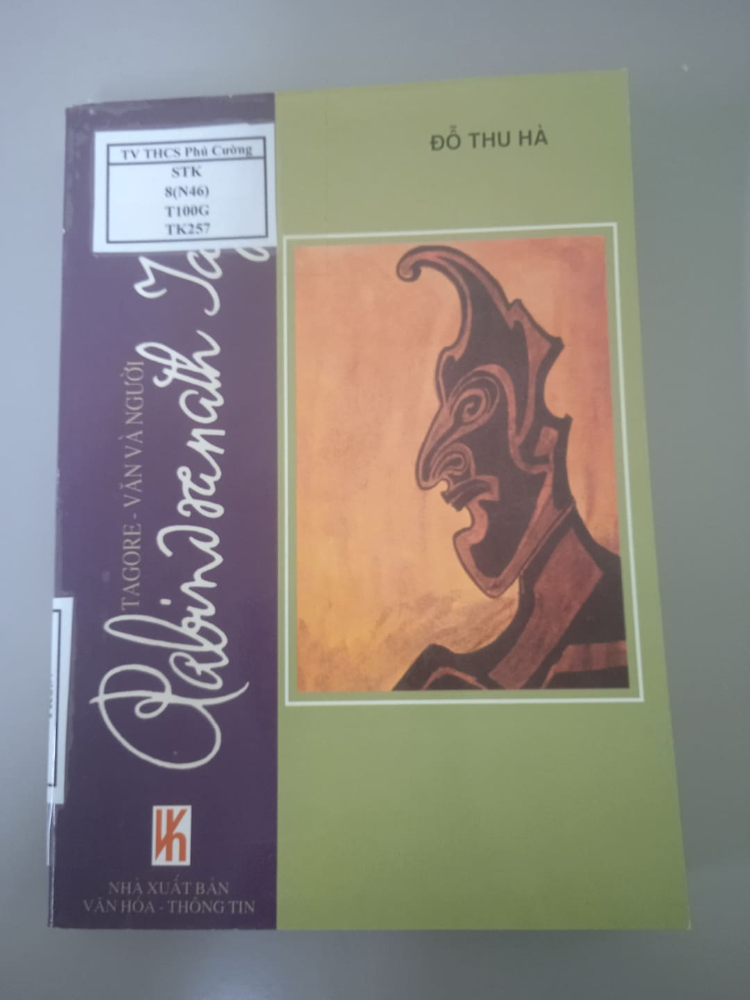 TV THCS Phú Cường
STK
8(N46)
T100G
TK257
ĐỖ THU HÀ
TAGORE - VĂN VÀ NGƯỜI
Rabindranath
NHÀ XUẤT BẢN
VĂN HÓA - THÔNG TIN